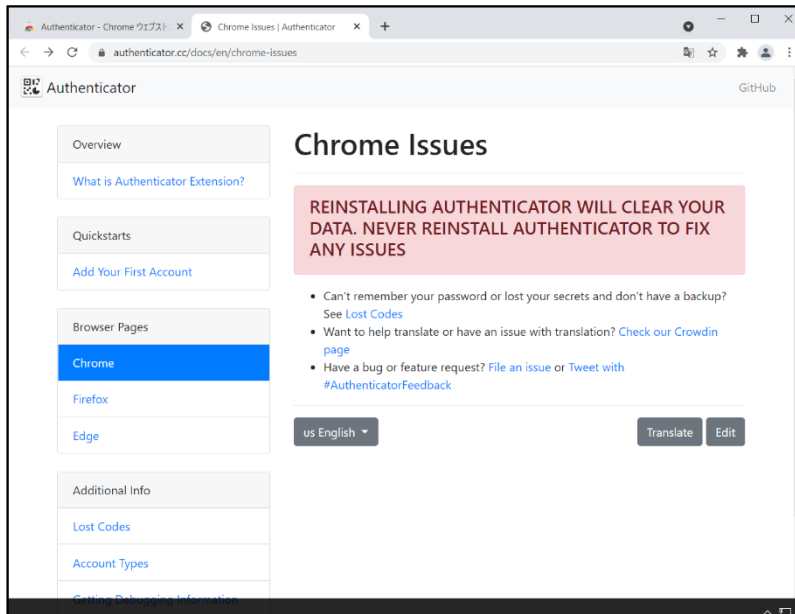 Authenticator - Chrome ウェブスト
Chrome Issues | Authenticator
authenticator.cc/docs/en/chrome-issues
Authenticator
GitHub
Overview
What is Authenticator Extension?
Quickstarts
Add Your First Account
Browser Pages
Chrome
Firefox
Edge
Additional Info
Lost Codes
Account Types
Getting Debugging Information
Chrome Issues
REINSTALLING AUTHENTICATOR WILL CLEAR YOUR
DATA. NEVER REINSTALL AUTHENTICATOR TO FIX
ANY ISSUES
• Can't remember your password or lost your secrets and don't have a backup?
See Lost Codes
• Want to help translate or have an issue with translation? Check our Crowdin
page
• Have a bug or feature request? File an issue or Tweet with
#AuthenticatorFeedback
us English
Translate
Edit